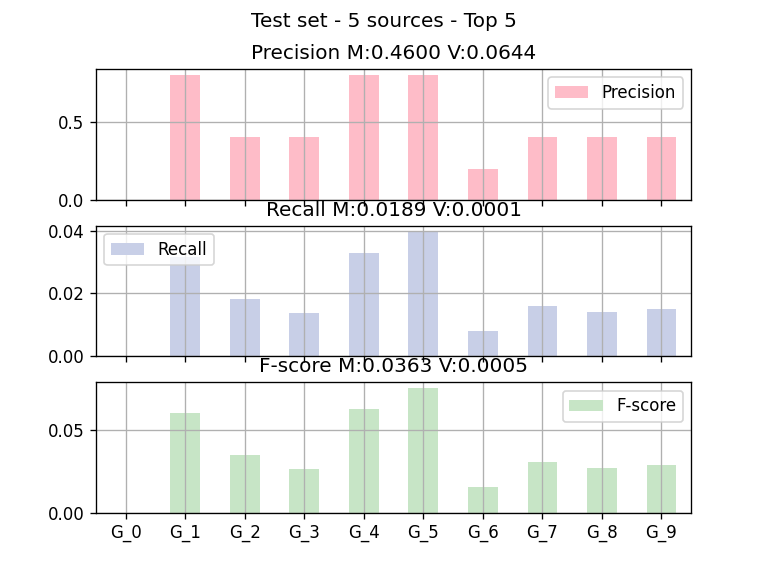 Test set - 5 sources - Top 5
Precision M:0.4600 V:0.0644
Precision
0.5
0.0
Recall M:0.0189 V:0.0001
0.04
Recall
0.02
0.00
F-score M:0.0363 V:0.0005
F-score
0.05
0.00
G_0 G_1 G_2 G_3 G_4 G_5 G_6 G_7 G_8 G_9